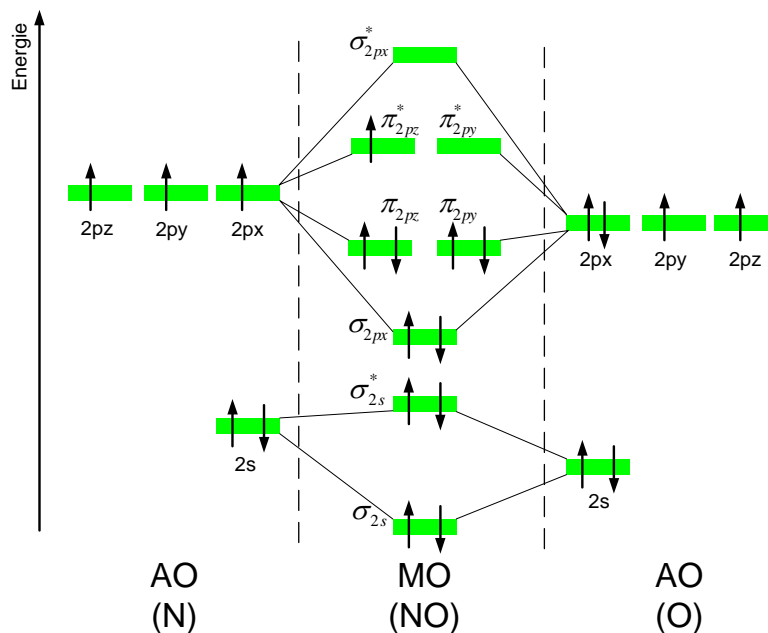 Energie
σ*2px
π*2pz π*2py
2pz 2py 2px
π2pz π2py
2px 2py 2pz
σ2px
σ*2s
2s
2s
σ2s
AO MO AO
(N) (NO) (O)